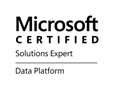 Microsoft
CERTIFIED
Solutions Expert
Data Platform